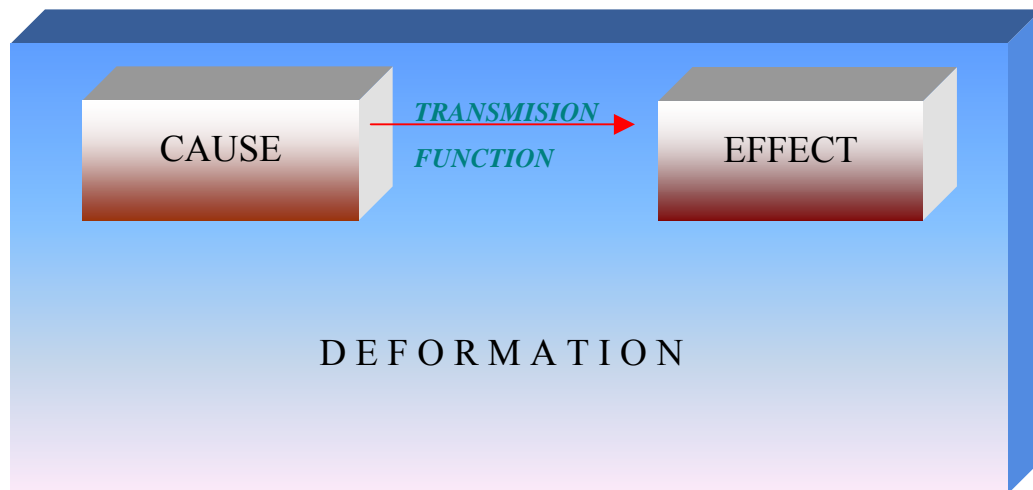 CAUSE
TRANSMISION
FUNCTION
EFFECT
D E F O R M A T I O N